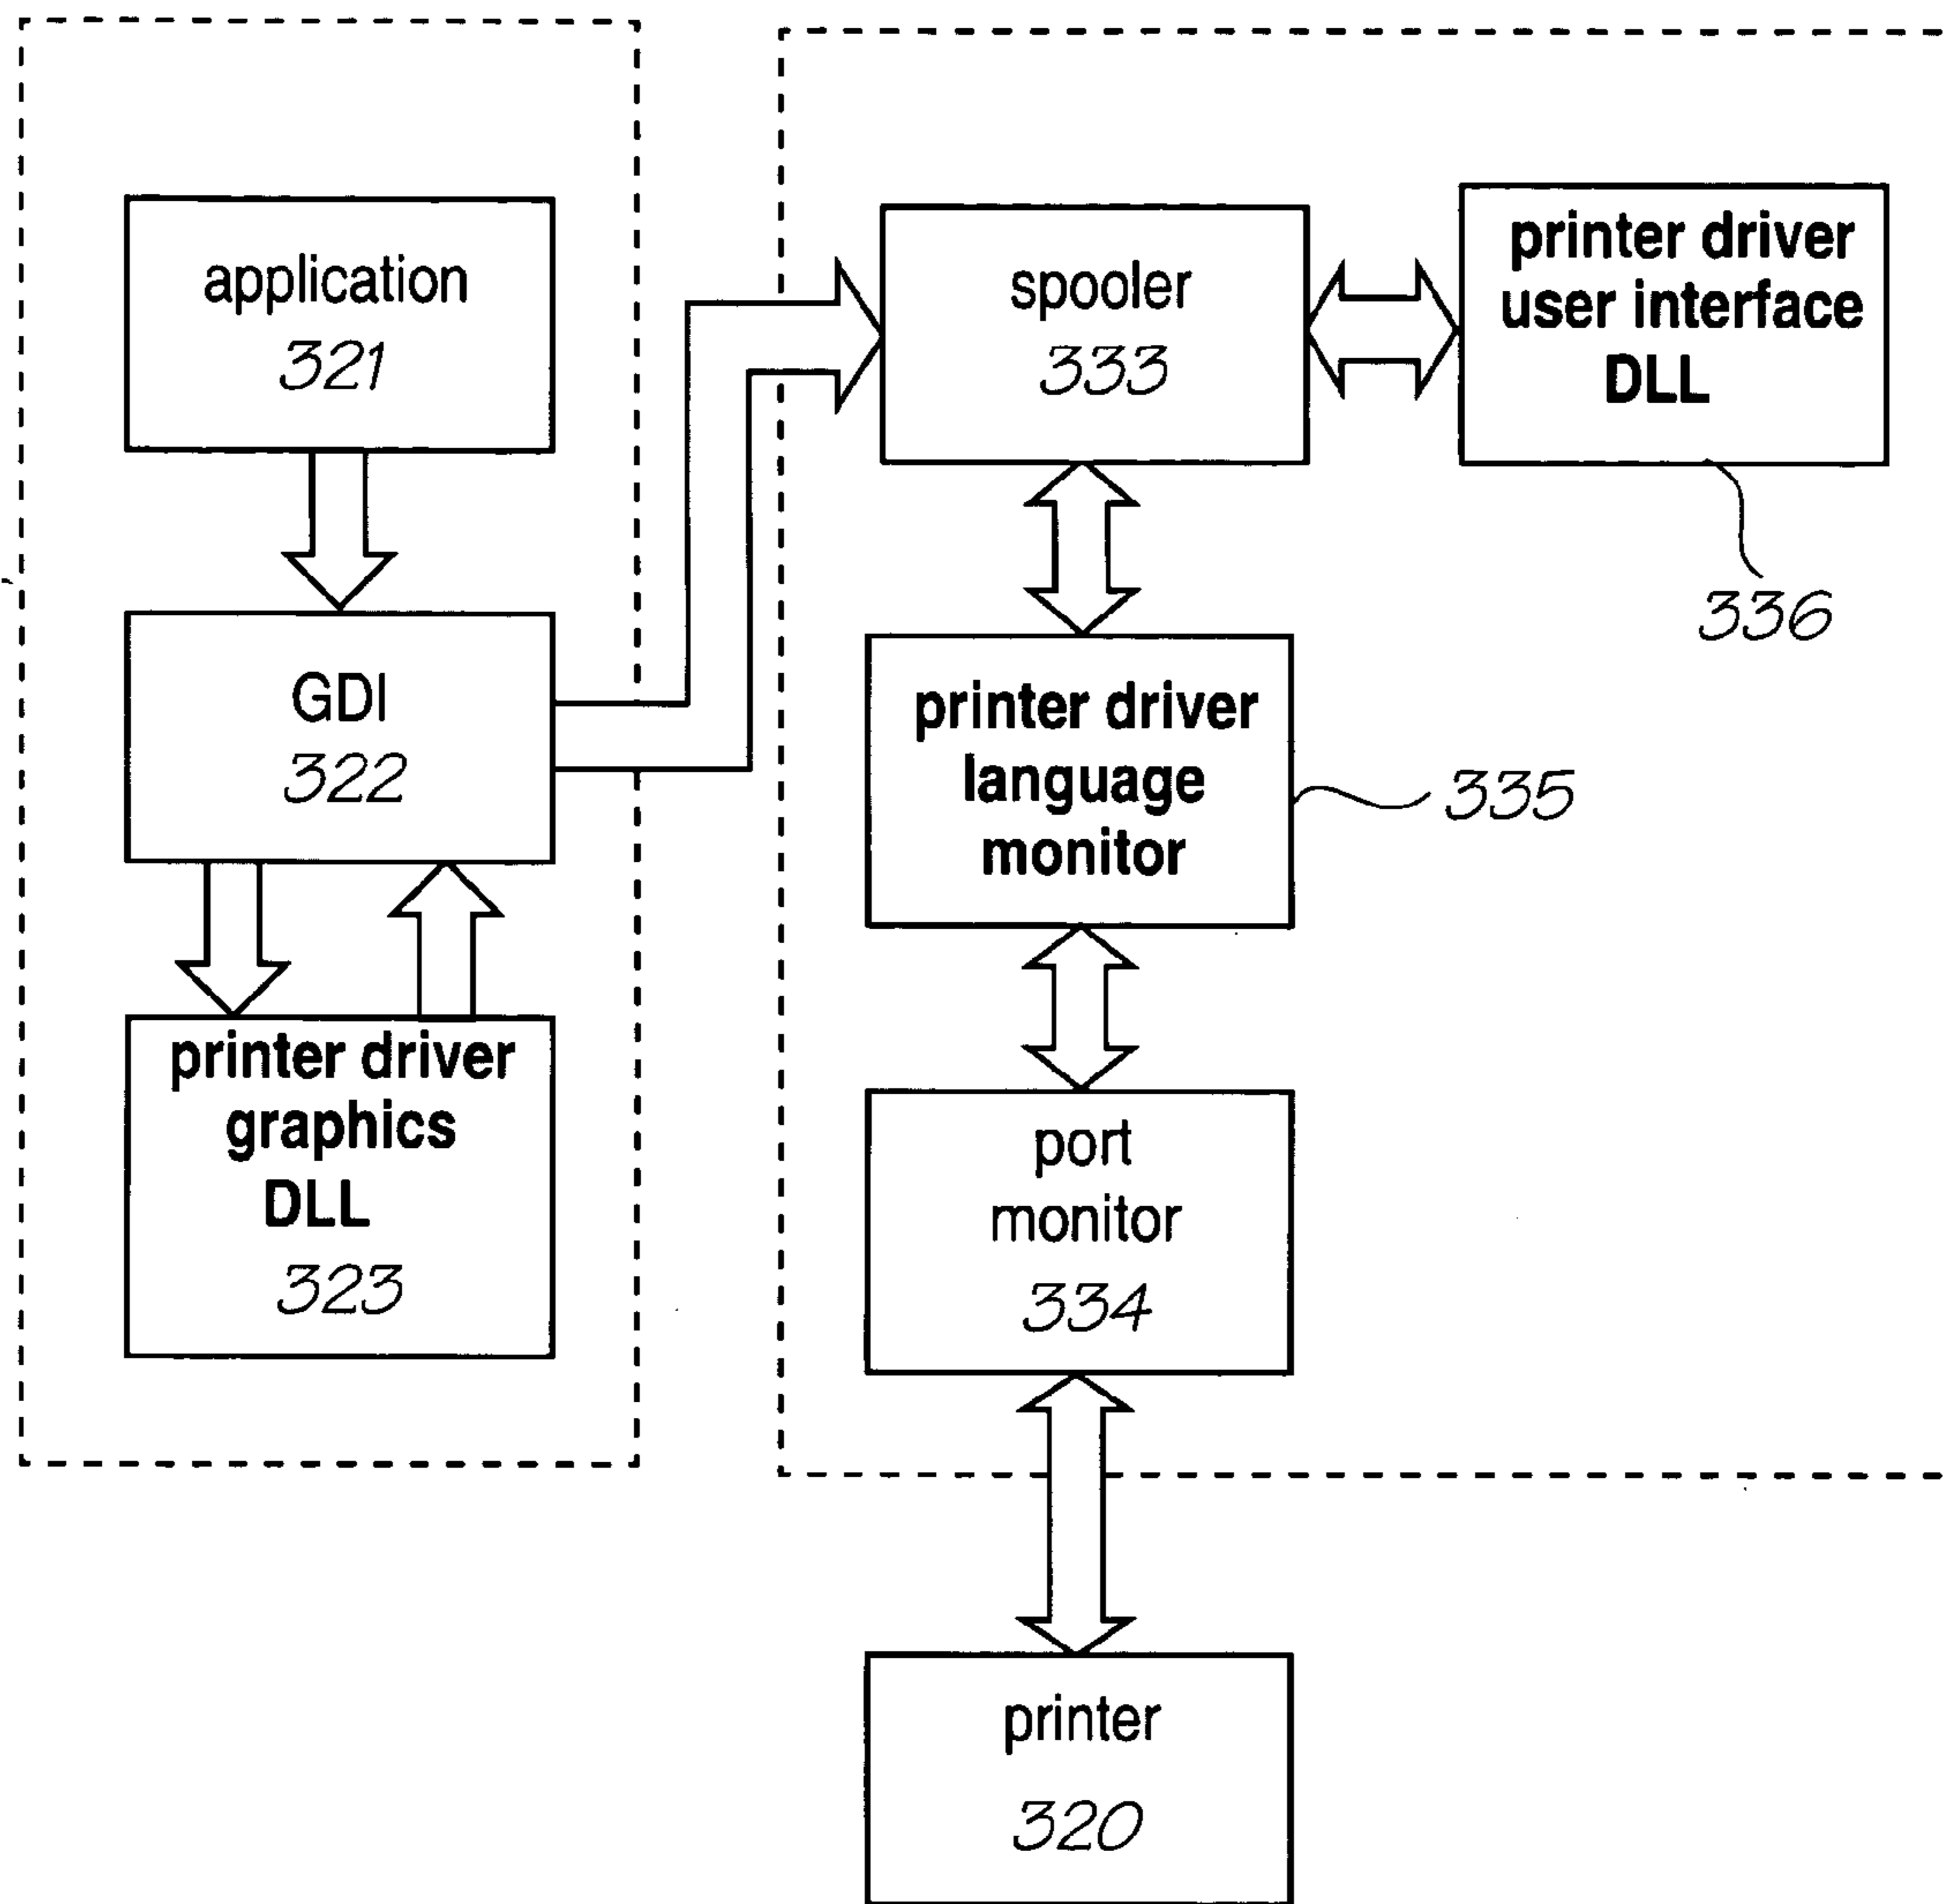 application
321
GDI
322
printer driver
graphics
DLL
323
spooler
333
printer driver
user interface
DLL
336
printer driver
language
monitor
335
port
monitor
334
printer
320